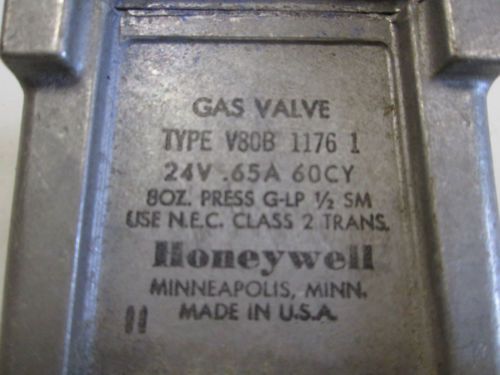 GAS VALVE
TYPE V80B 1176 1
24V .65A 60CY
8OZ. PRESS G-LP ½ SM
USE N.E.C. CLASS 2 TRANS.
Honeywell
MINNEAPOLIS, MINN.
MADE IN U.S.A.
II